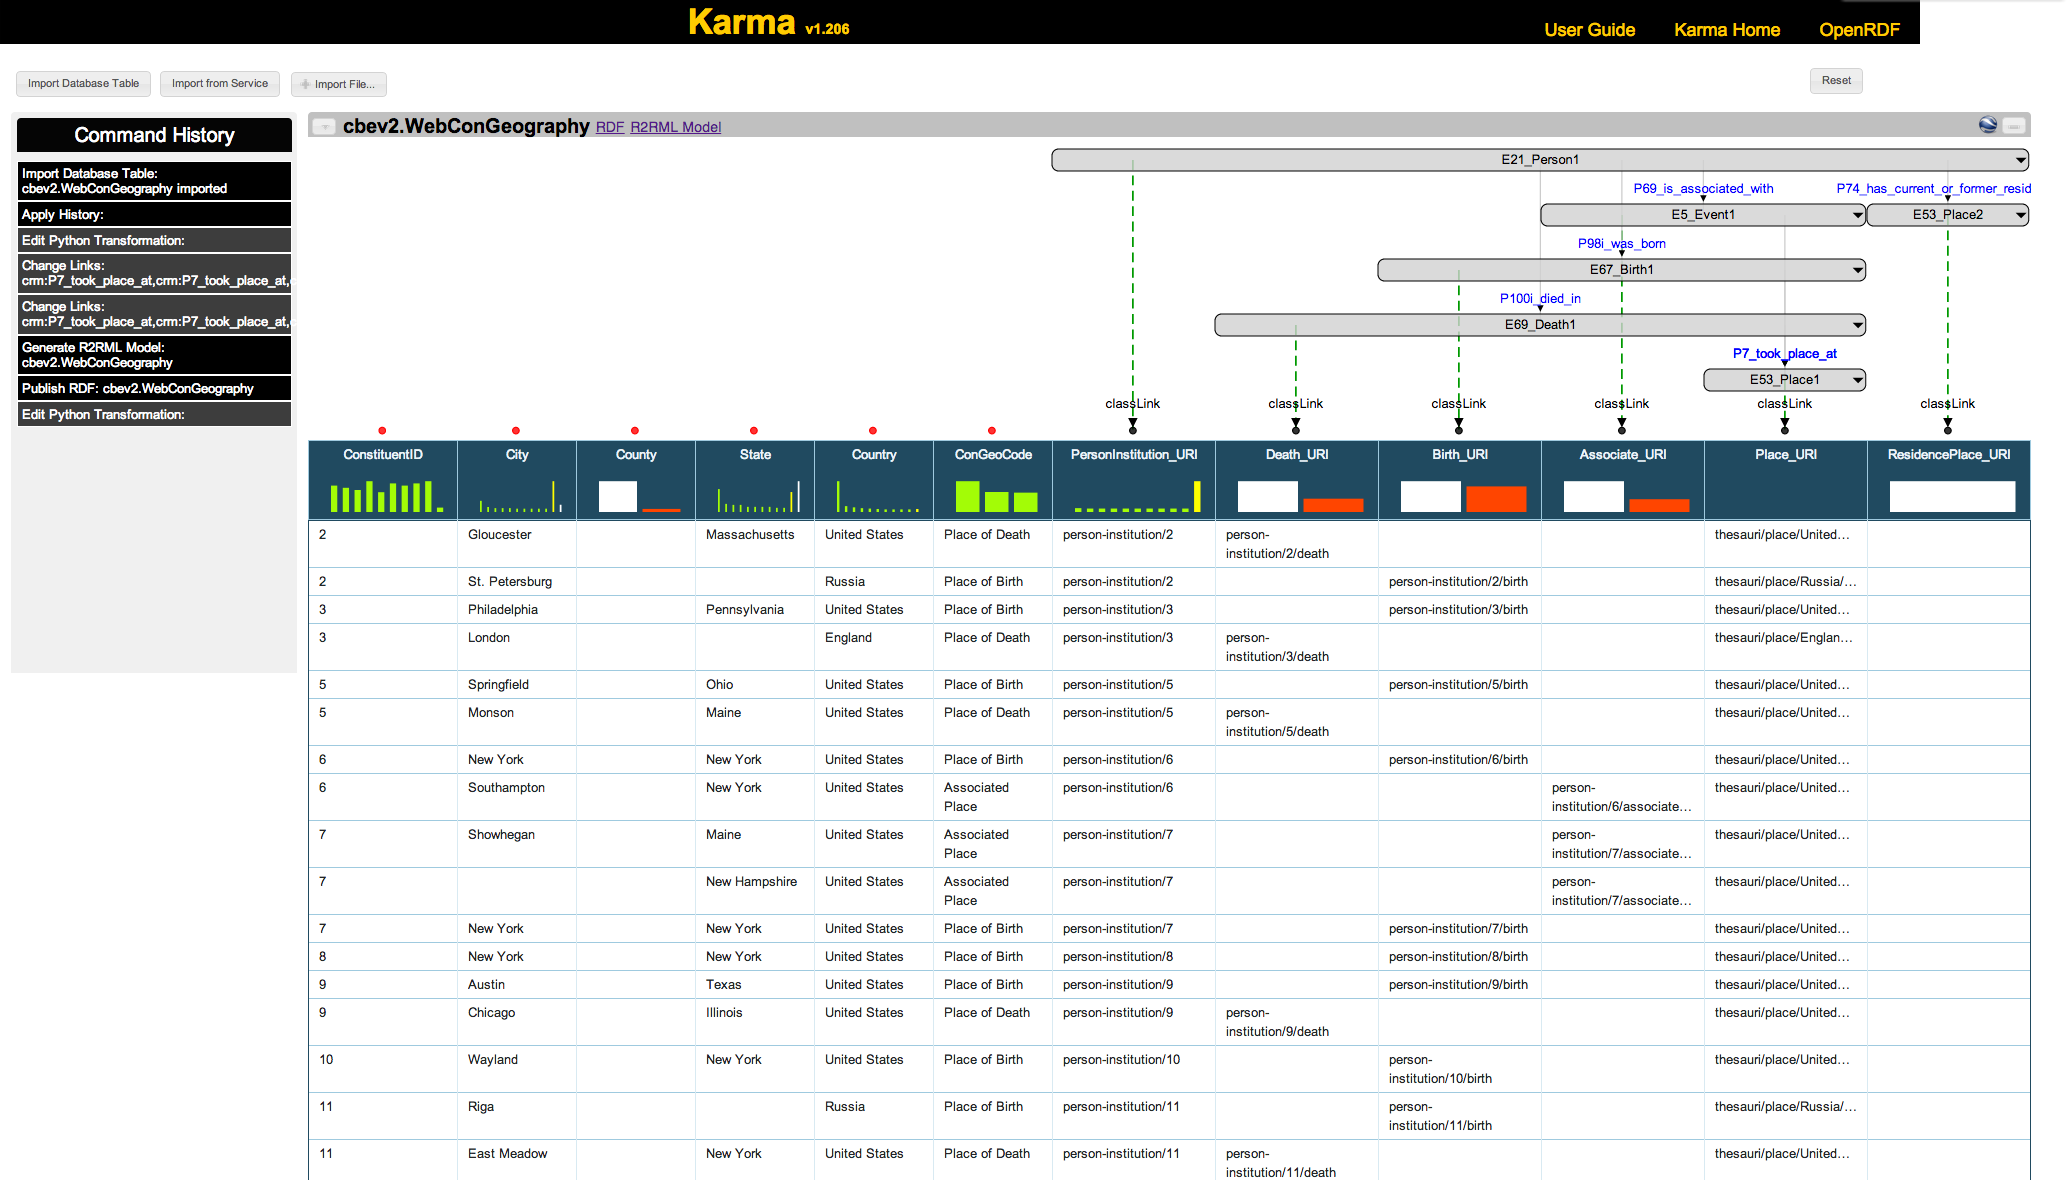 Karma v1.206
User Guide Karma Home OpenRDF
Import Database Table Import from Service Import File... Reset
Command History
Import Database Table:
cbev2.WebConGeography imported
Apply History:
Edit Python Transformation:
Change Links:
crm:P7_took_place_at,crm:P7_took_place_at,
Change Links:
crm:P7_took_place_at,crm:P7_took_place_at,
Generate R2RML Model:
cbev2.WebConGeography
Publish RDF: cbev2.WebConGeography
Edit Python Transformation:
cbev2.WebConGeography RDF R2RML Model
E21_Person1
P69_is_associated_with P74_has_current_or_former_resid
E5_Event1 E53_Place2
P98i_was_born
E67_Birth1
P100i_died_in
E69_Death1
P7_took_place_at
E53_Place1
classLink classLink classLink classLink classLink classLink
ConstituentID City County State Country ConGeoCode PersonInstitution_URI Death_URI Birth_URI Associate_URI Place_URI ResidencePlace_URI
2 Gloucester Massachusetts United States Place of Death person-institution/2 person-
institution/2/death thesauri/place/United...
2 St. Petersburg Russia Place of Birth person-institution/2 person-institution/2/birth thesauri/place/Russia/...
3 Philadelphia Pennsylvania United States Place of Birth person-institution/3 person-institution/3/birth thesauri/place/United...
3 London England Place of Death person-institution/3 person-
institution/3/death thesauri/place/Englan...
5 Springfield Ohio United States Place of Birth person-institution/5 person-institution/5/birth thesauri/place/United...
5 Monson Maine United States Place of Death person-institution/5 person-
institution/5/death thesauri/place/United...
6 New York New York United States Place of Birth person-institution/6 person-institution/6/birth thesauri/place/United...
6 Southampton New York United States Associated
Place person-institution/6 person-
institution/6/associate... thesauri/place/United...
7 Showhegan Maine United States Associated
Place person-institution/7 person-
institution/7/associate... thesauri/place/United...
7 New Hampshire United States Associated
Place person-institution/7 person-
institution/7/associate... thesauri/place/United...
7 New York New York United States Place of Birth person-institution/7 person-institution/7/birth thesauri/place/United...
8 New York New York United States Place of Birth person-institution/8 person-institution/8/birth thesauri/place/United...
9 Austin Texas United States Place of Birth person-institution/9 person-institution/9/birth thesauri/place/United...
9 Chicago Illinois United States Place of Death person-institution/9 person-
institution/9/death thesauri/place/United...
10 Wayland New York United States Place of Birth person-institution/10 person-
institution/10/birth thesauri/place/United...
11 Riga Russia Place of Birth person-institution/11 person-
institution/11/birth thesauri/place/Russia/...
11 East Meadow New York United States Place of Death person-institution/11 person-
institution/11/death thesauri/place/United...